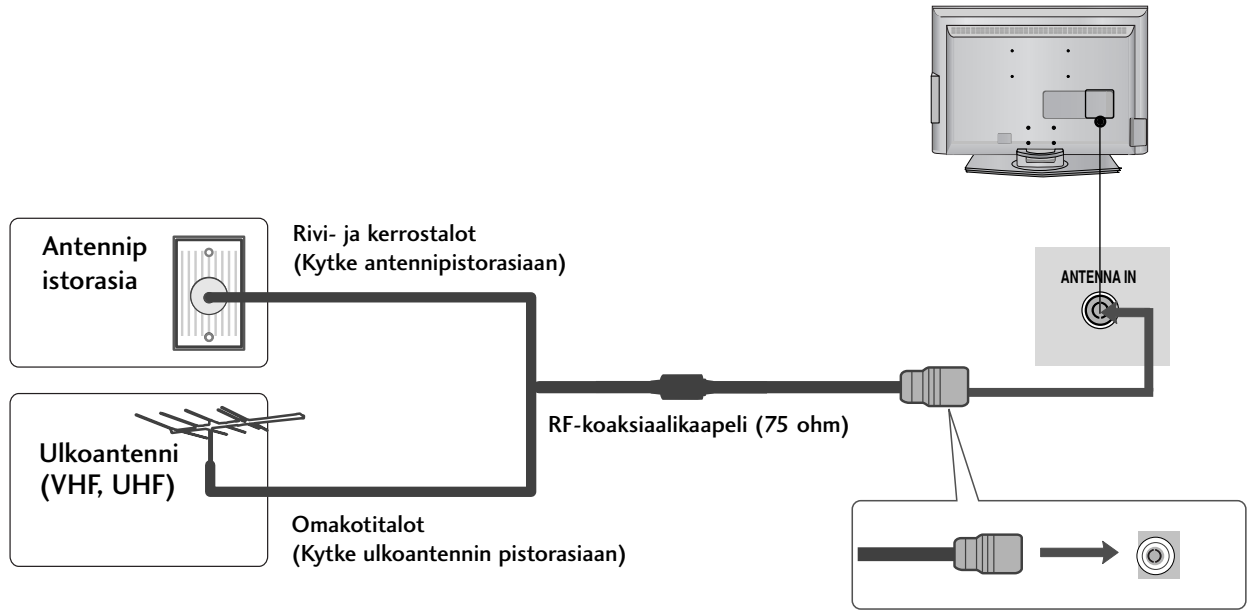 Antennip
istorasia
Rivi- ja kerrostalot
(Kytke antennipistorasiaan)
ANTENNA IN
RF-koaksiaalikaapeli (75 ohm)
Ulkoantenni
(VHF, UHF)
Omakotitalot
(Kytke ulkoantennin pistorasiaan)